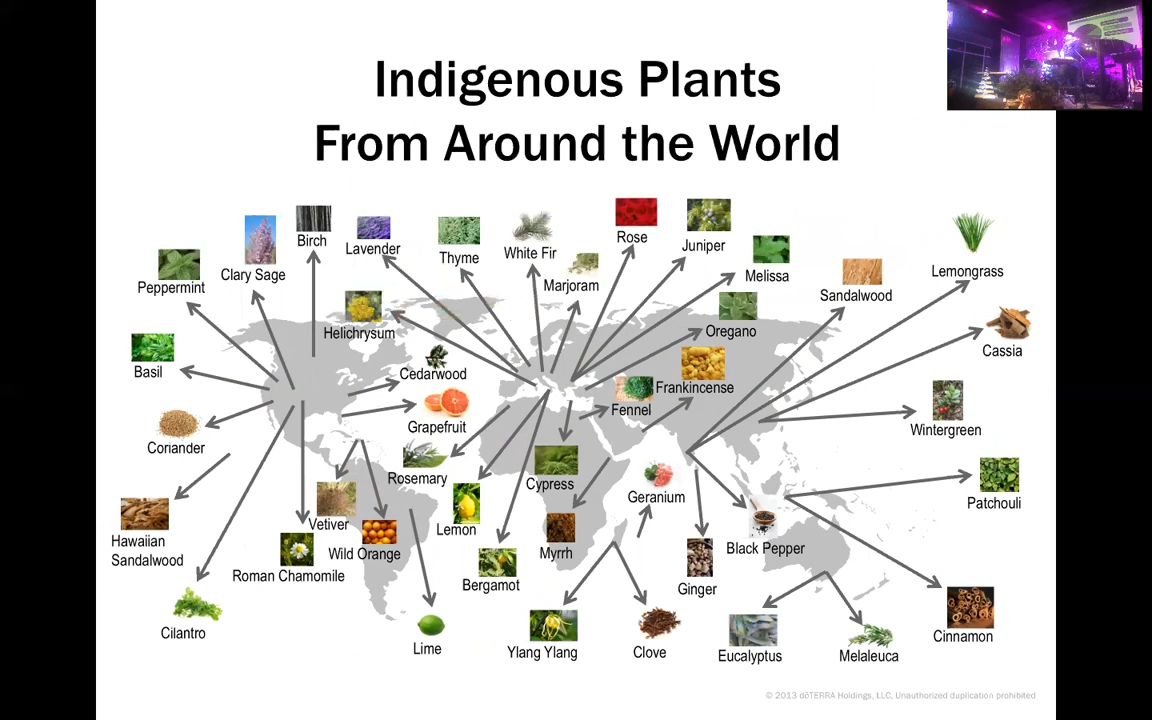 Indigenous Plants
From Around the World
Birch
Lavender
Clary Sage
Peppermint
Thyme
White Fir
Marjoram
Rose
Juniper
Melissa
Sandalwood
Lemongrass
Helichrysum
Oregano
Cassia
Basil
Cedarwood
Frankincense
Fennel
Grapefruit
Wintergreen
Coriander
Rosemary
Cypress
Geranium
Patchouli
Hawaiian
Sandalwood
Vetiver
Wild Orange
Lemon
Myrrh
Black Pepper
Roman Chamomile
Bergamot
Ginger
Cilantro
Lime
Ylang Ylang
Clove
Eucalyptus
Melaleuca
Cinnamon
© 2013 dōTERRA Holdings, LLC, Unauthorized duplication prohibited